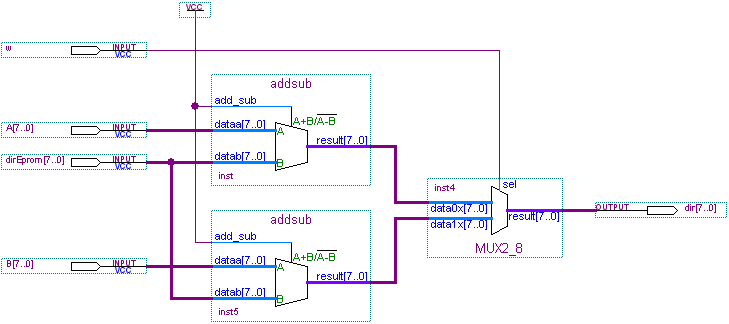 VCC
w INPUT
VCC
addsub
add_sub
A+B/A-B
A[7..0] INPUT
VCC
dataa[7..0] A
result[7..0]
dirEprom[7..0] INPUT
VCC
datab[7..0] B
inst
inst4 sel
data0x[7..0]
result[7..0]
data1x[7..0]
OUTPUT dir[7..0]
MUX2_8
addsub
add_sub
A+B/A-B
B[7..0] INPUT
VCC
dataa[7..0] A
result[7..0]
datab[7..0] B
inst5